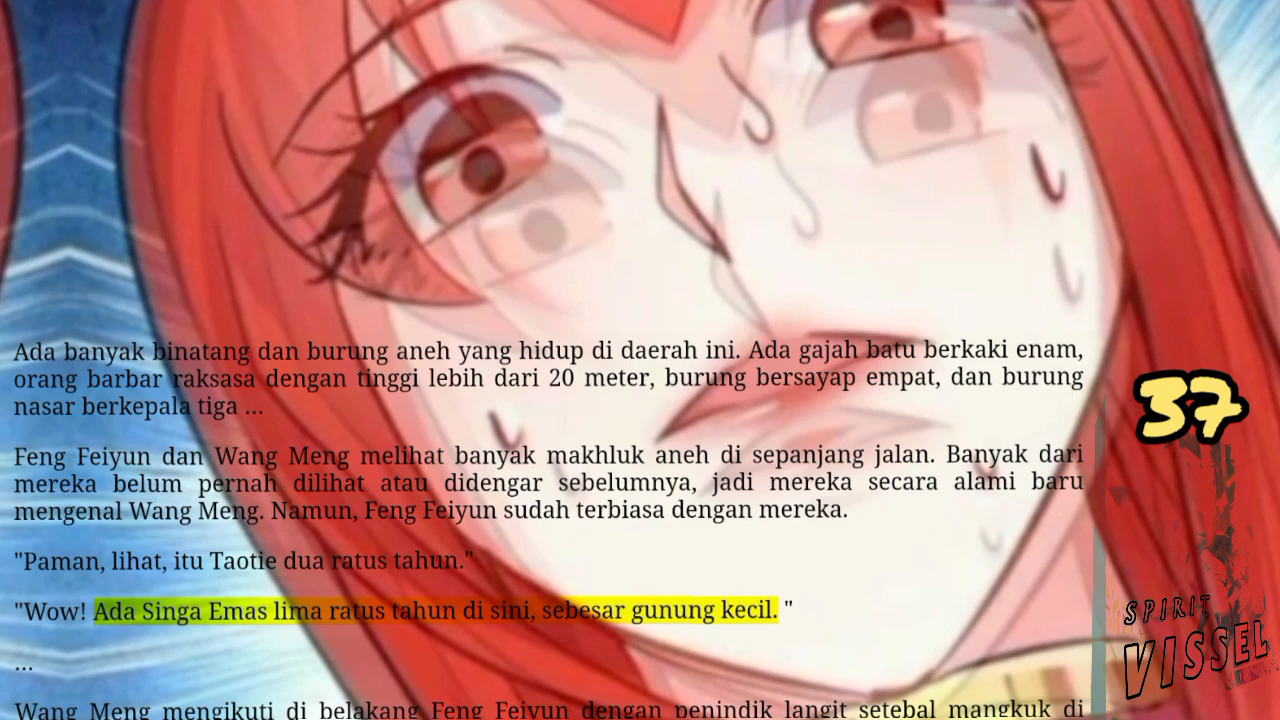 Ada banyak binatang dan burung aneh yang hidup di daerah ini. Ada gajah batu berkaki enam,
orang barbar raksasa dengan tinggi lebih dari 20 meter, burung bersayap empat, dan burung
nasar berkepala tiga ...
Feng Feiyun dan Wang Meng melihat banyak makhluk aneh di sepanjang jalan. Banyak dari
mereka belum pernah dilihat atau didengar sebelumnya, jadi mereka secara alami baru
mengenal Wang Meng. Namun, Feng Feiyun sudah terbiasa dengan mereka.
"Paman, lihat, itu Taotie dua ratus tahun."
"Wow! Ada Singa Emas lima ratus tahun di sini, sebesar gunung kecil. "
...
Wang Meng mengikuti di belakang Feng Feiyun dengan penindik langit setebal mangkuk di
37
SPIRIT
VISSEL